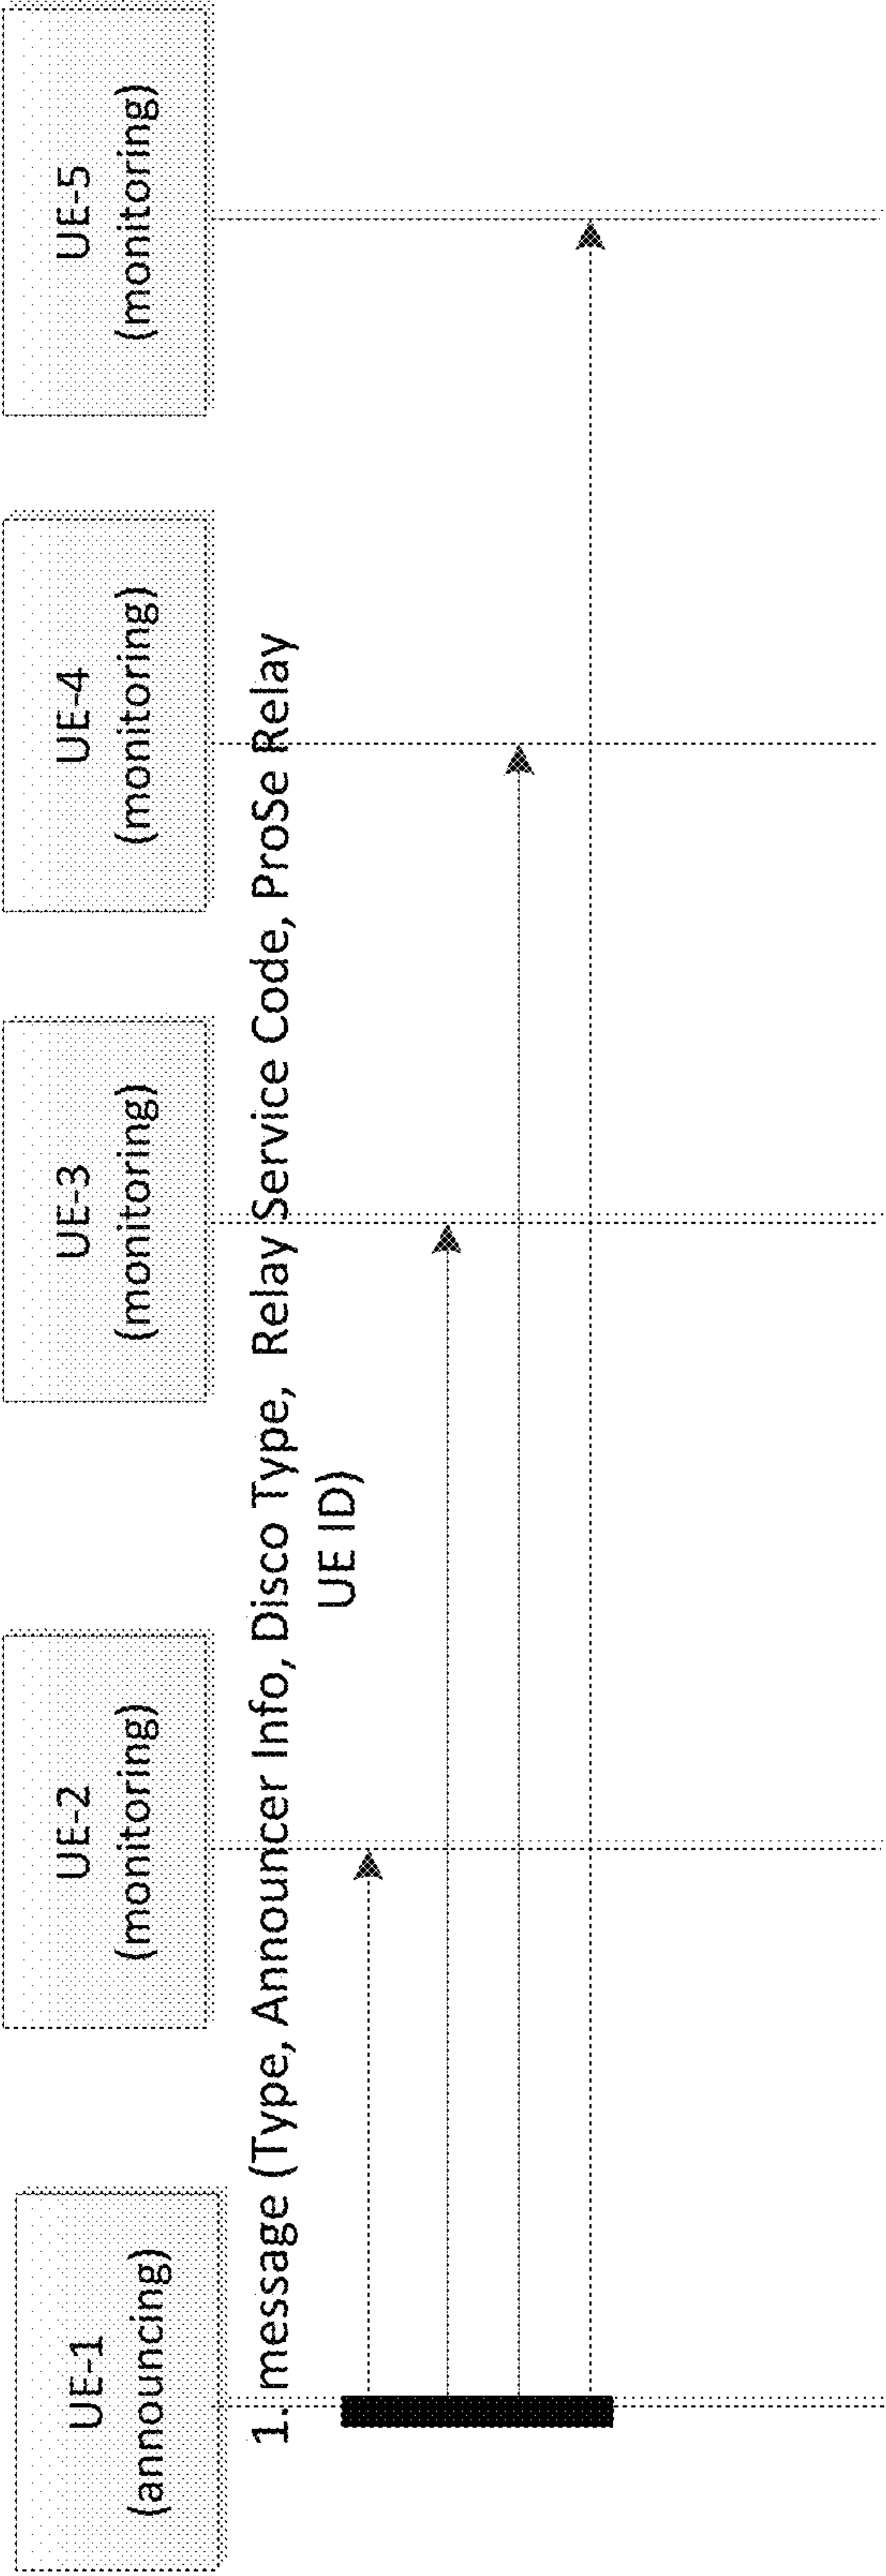 UE-1
(announcing)
UE-2
(monitoring)
UE-3
(monitoring)
UE-4
(monitoring)
UE-5
(monitoring)
1. message (Type, Announcer Info, Disco Type, Relay Service Code, ProSe Relay
UE ID)